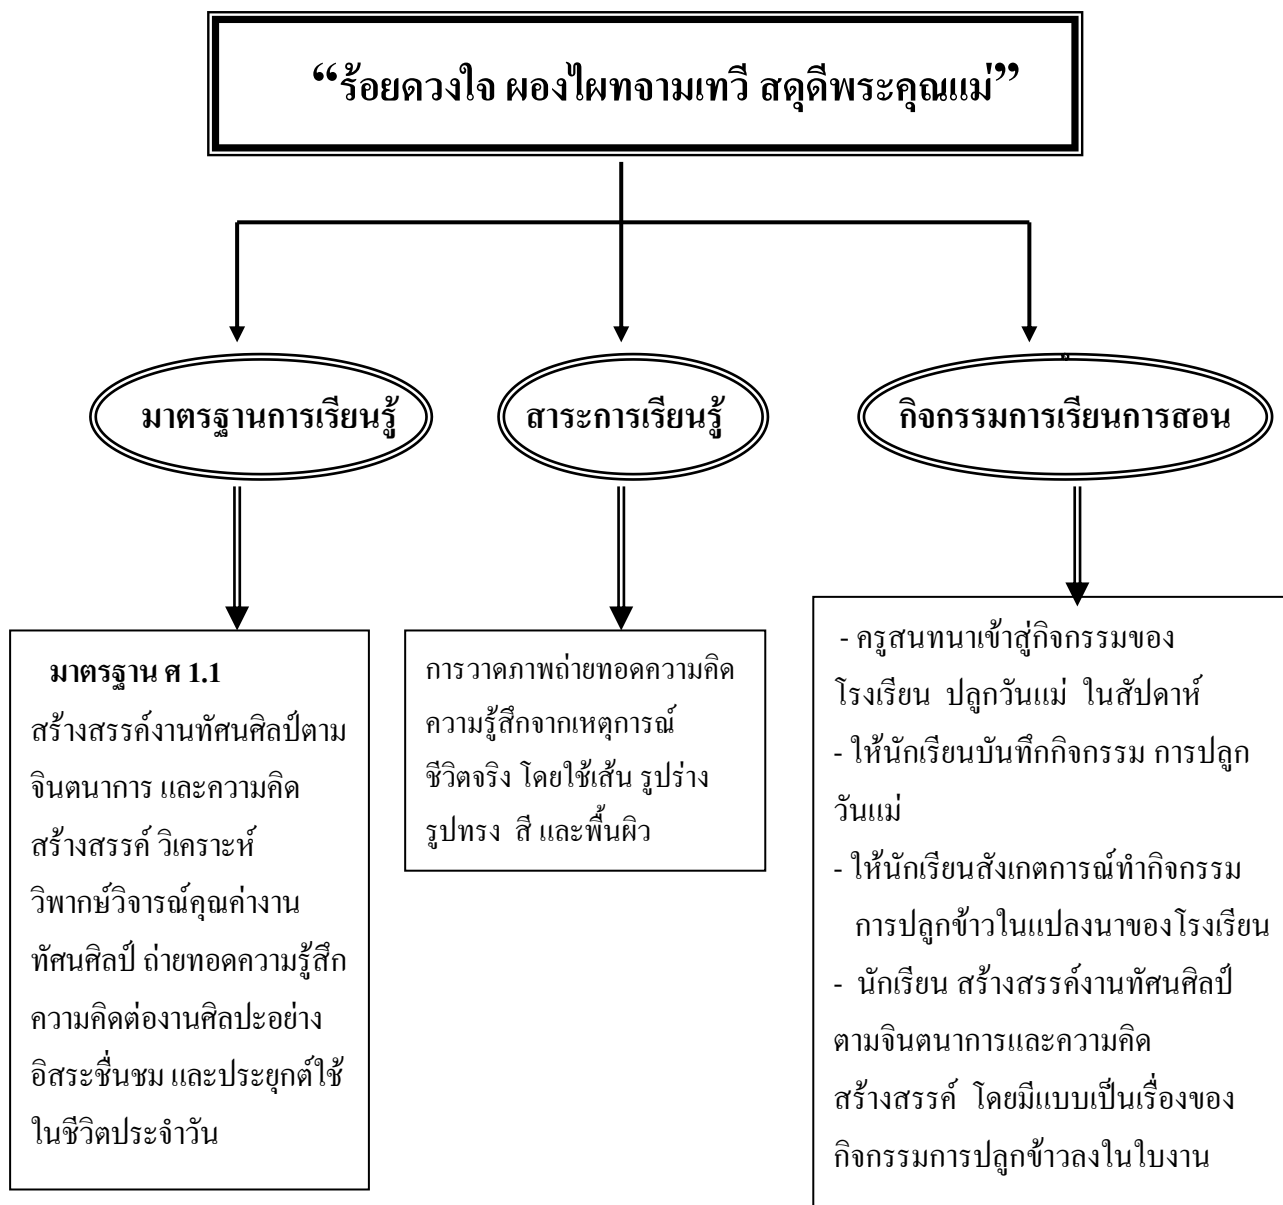 “ร้อยดวงใจ ผองไผทจามเทวี สดุดีพระคุณแม่”
มาตรฐานการเรียนรู้
สาระการเรียนรู้
กิจกรรมการเรียนการสอน
มาตรฐาน ศ 1.1
สร้างสรรค์งานทัศนศิลป์ตาม
จินตนาการ และความคิด
สร้างสรรค์ วิเคราะห์
วิพากษ์วิจารณ์คุณค่างาน
ทัศนศิลป์ ถ่ายทอดความรู้สึก
ความคิดต่องานศิลปะอย่าง
อิสระชื่นชม และประยุกต์ใช้
ในชีวิตประจำวัน
การวาดภาพถ่ายทอดความคิด
ความรู้สึกจากเหตุการณ์
ชีวิตจริง โดยใช้เส้น รูปร่าง
รูปทรง สี และพื้นผิว
- ครูสนทนาเข้าสู่กิจกรรมของ
โรงเรียน ปลูกวันแม่ ในสัปดาห์
- ให้นักเรียนบันทึกกิจกรรม การปลูก
วันแม่
- ให้นักเรียนสังเกตการณ์ทำกิจกรรม
การปลูกข้าวในแปลงนาของโรงเรียน
- นักเรียน สร้างสรรค์งานทัศนศิลป์
ตามจินตนาการและความคิด
สร้างสรรค์ โดยมีแบบเป็นเรื่องของ
กิจกรรมการปลูกข้าวลงในใบงาน